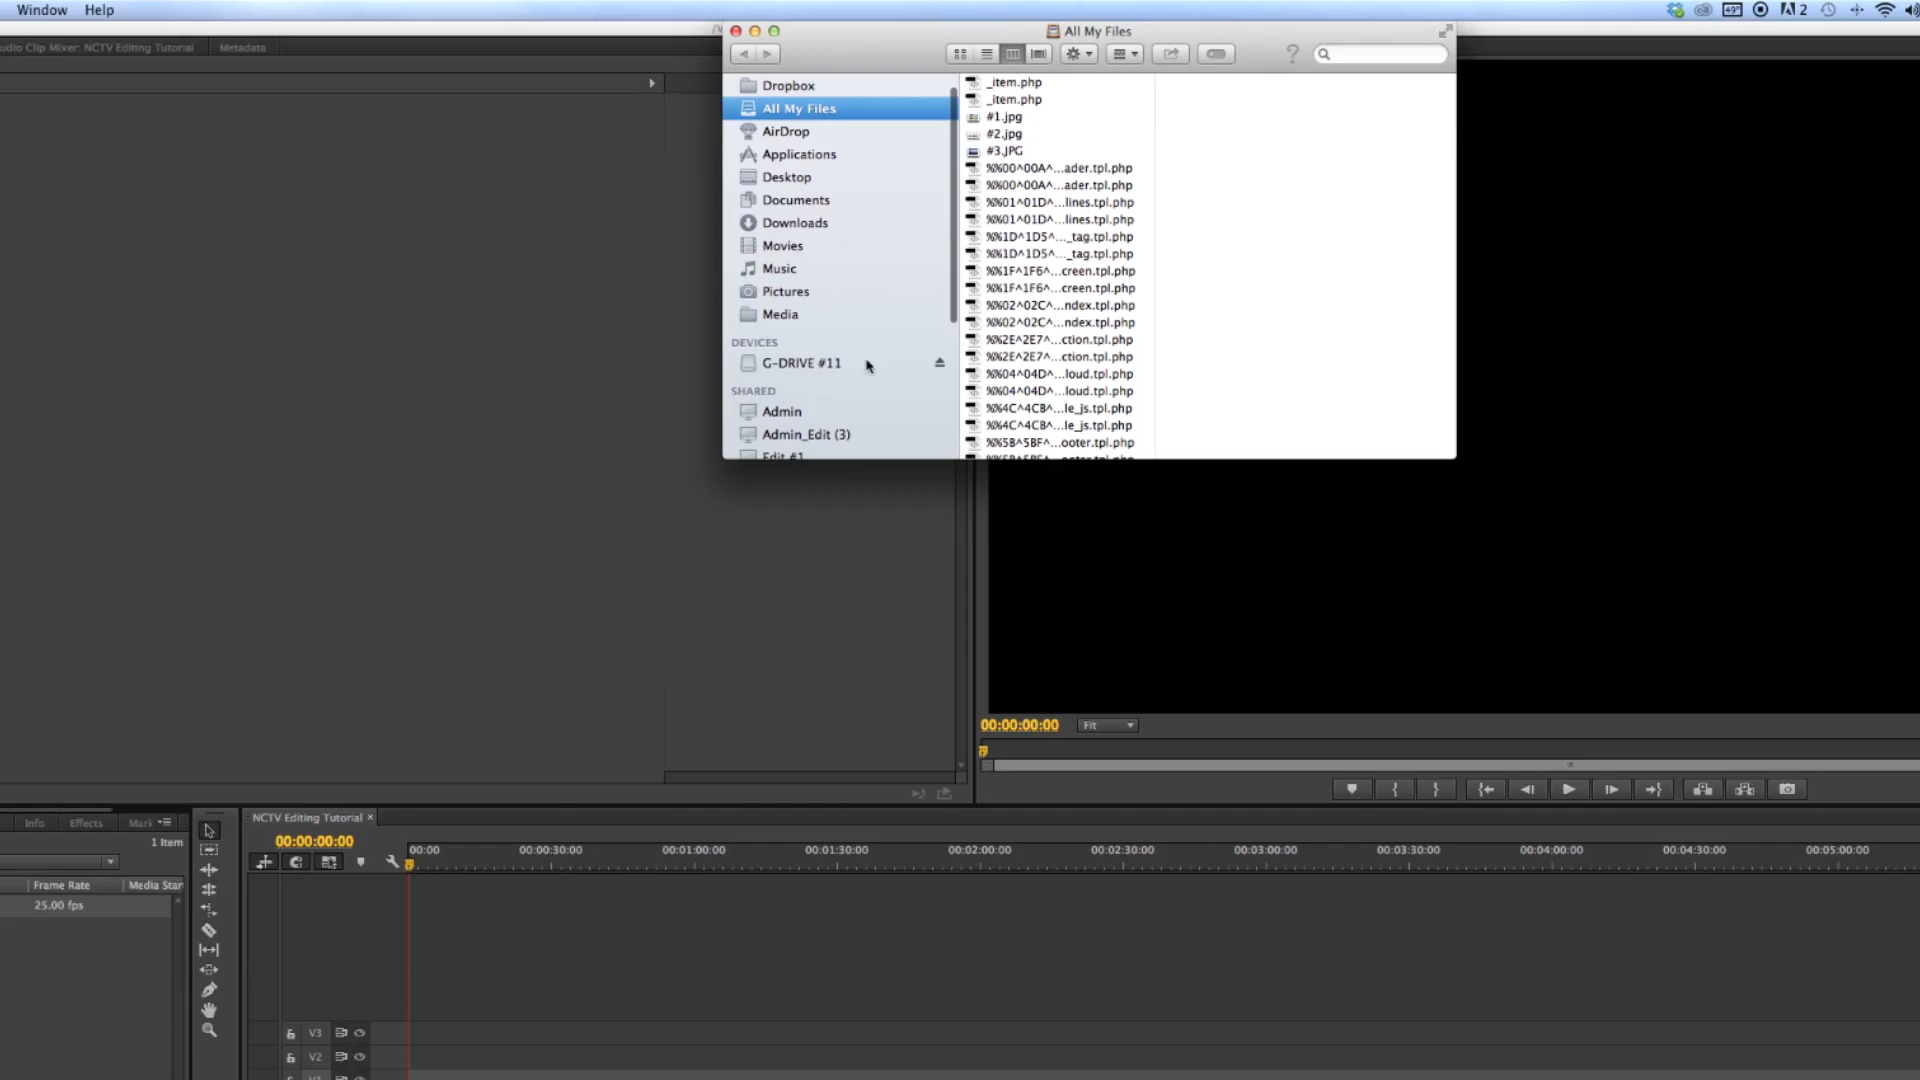 Window Help
49°
2
udio Clip Mixer: NCTV Editing Tutorial Metadata
All My Files
Dropbox
All My Files
AirDrop
Applications
Desktop
Documents
Downloads
Movies
Music
Pictures
Media
DEVICES
G-DRIVE #11
SHARED
Admin
Admin_Edit (3)
Edit #1
_item.php
_item.php
#1.jpg
#2.jpg
#3.JPG
%%00^00A^...ader.tpl.php
%%00^00A^...ader.tpl.php
%%01^01D^...lines.tpl.php
%%01^01D^...lines.tpl.php
%%1D^1D5^..._tag.tpl.php
%%1D^1D5^..._tag.tpl.php
%%1F^1F6^...creen.tpl.php
%%1F^1F6^...creen.tpl.php
%%02^02C^...ndex.tpl.php
%%02^02C^...ndex.tpl.php
%%2E^2E7^...ction.tpl.php
%%2E^2E7^...ction.tpl.php
%%04^04D^...loud.tpl.php
%%04^04D^...loud.tpl.php
%%4C^4CB^...le_js.tpl.php
%%4C^4CB^...le_js.tpl.php
%%5B^5BF^...ooter.tpl.php
%%5B^5BF^...ooter.tpl.php
00:00:00:00 Fit
Info Effects Mark
1 Item
Frame Rate Media Star
25.00 fps
NCTV Editing Tutorial ×
00:00:00:00
00:00 00:00:30:00 00:01:00:00 00:01:30:00 00:02:00:00 00:02:30:00 00:03:00:00 00:03:30:00 00:04:00:00 00:04:30:00 00:05:00:00
V3
V2
V1